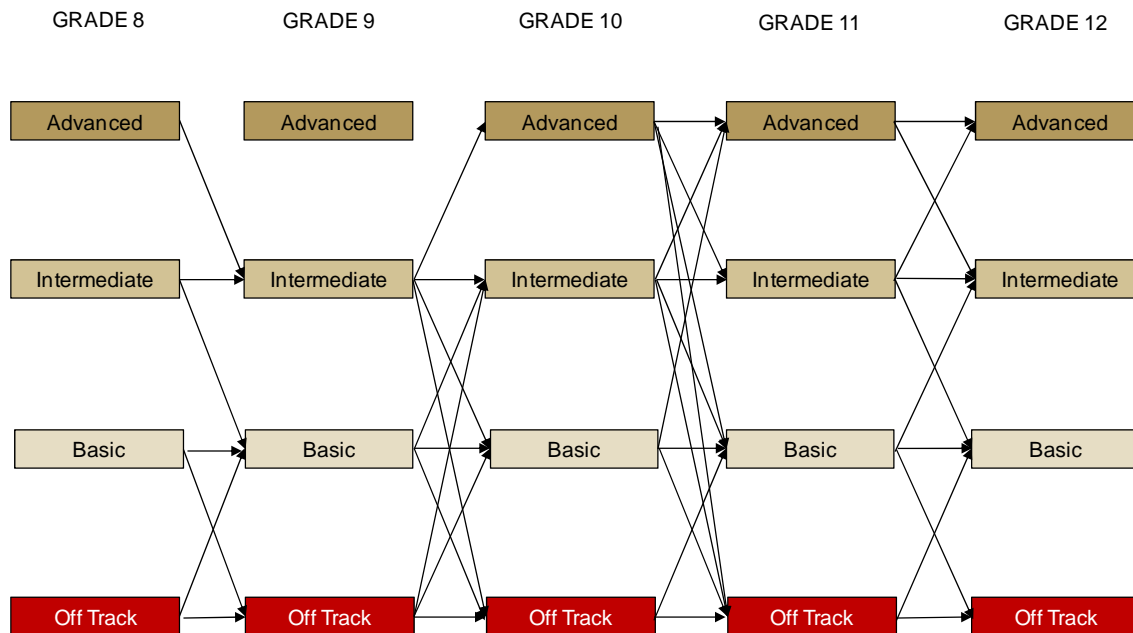 GRADE 8 GRADE 9 GRADE 10 GRADE 11 GRADE 12
Advanced Advanced Advanced Advanced Advanced
Intermediate Intermediate Intermediate Intermediate Intermediate
Basic Basic Basic Basic Basic
Off Track Off Track Off Track Off Track Off Track